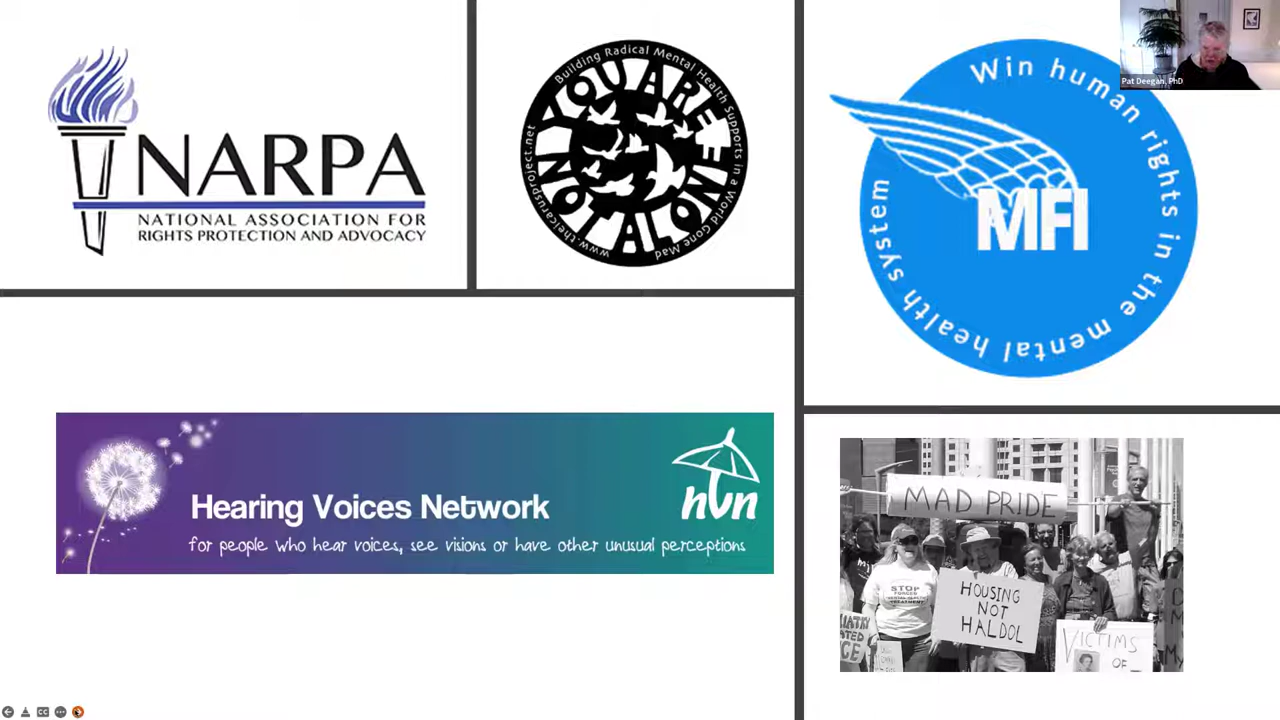 NARPA
NATIONAL ASSOCIATION FOR
RIGHTS PROTECTION AND ADVOCACY
Building Radical Mental Health Supports in a World Gone Mad
www.theicarusproject.net
YOU ARE
NOT ALONE
Win human rights in the mental health system
MFI
Pat Deegan, PhD
Hearing Voices Network
for people who hear voices, see visions or have other unusual perceptions
hvn
MAD PRIDE
STOP
FORCED
TREATMENT
HOUSING
NOT
HALDOL
VICTIMS
OF
CC